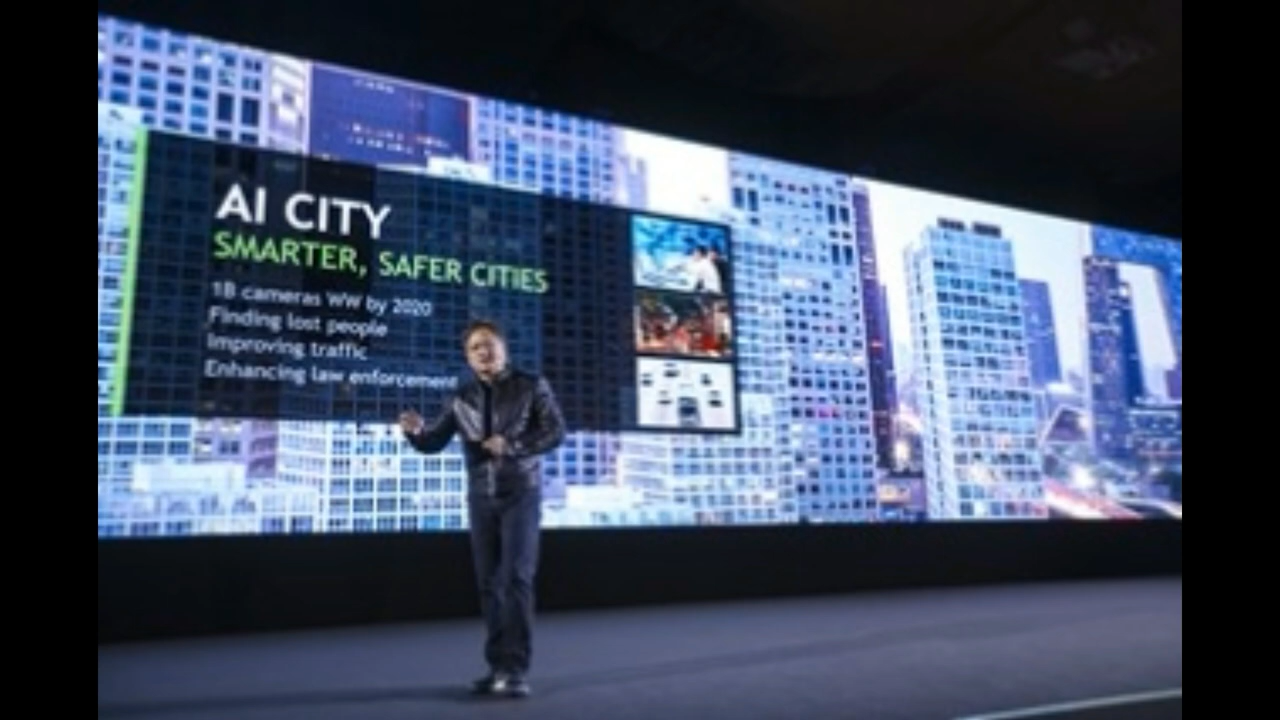 AI CITY
SMARTER, SAFER CITIES
1B cameras WW by 2020
Finding lost people
Improving traffic
Enhancing law enforcement